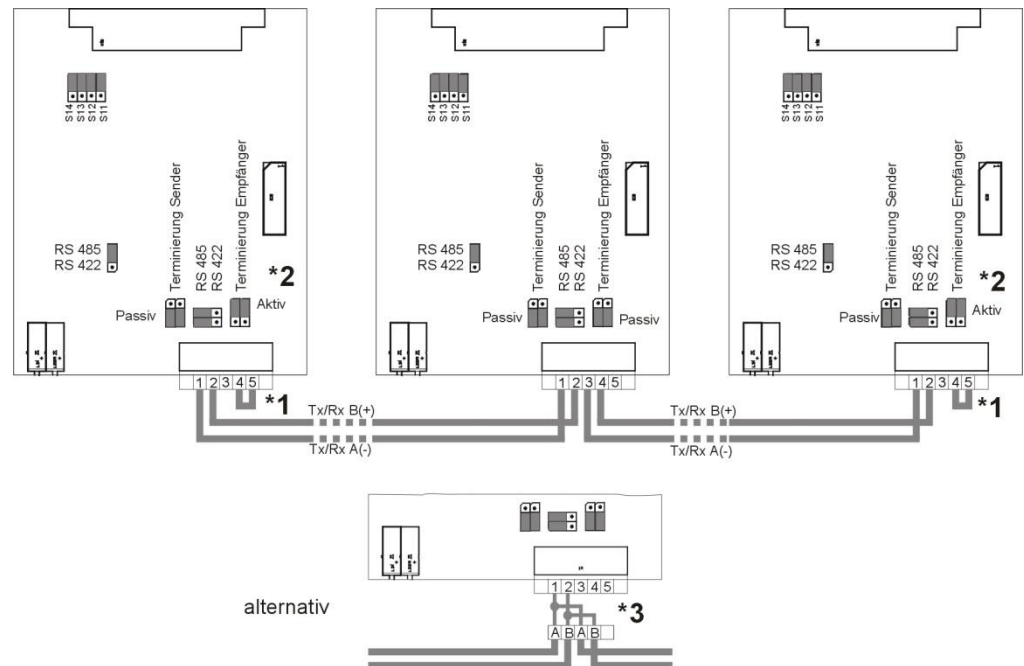 S14
S13
S12
S11
S14
S13
S12
S11
S14
S13
S12
S11
RS 485
RS 422
Terminierung Sender
RS 485
RS 422
Terminierung Empfänger
*2
Passiv
Aktiv
RS 485
RS 422
Terminierung Sender
RS 485
RS 422
Terminierung Empfänger
Passiv
Passiv
RS 485
RS 422
Terminierung Sender
RS 485
RS 422
Terminierung Empfänger
*2
Passiv
Aktiv
1 2 3 4 5
*1
1 2 3 4 5
1 2 3 4 5
*1
Tx/Rx B(+)
Tx/Rx A(-)
Tx/Rx B(+)
Tx/Rx A(-)
1 2 3 4 5
*3
alternativ
A B A B